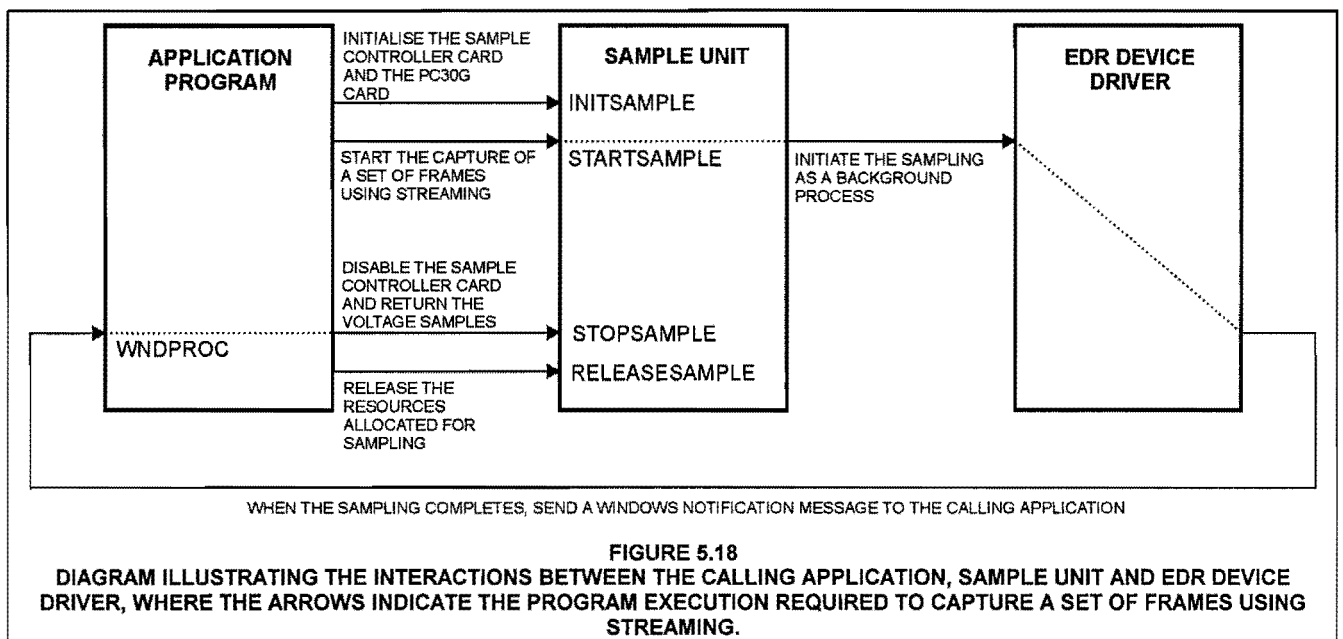 APPLICATION
PROGRAM
INITIALISE THE SAMPLE
CONTROLLER CARD
AND THE PC30G
CARD
SAMPLE UNIT
INITSAMPLE
EDR DEVICE
DRIVER
START THE CAPTURE OF
A SET OF FRAMES
USING STREAMING
STARTSAMPLE
INITIATE THE SAMPLING
AS A BACKGROUND
PROCESS
DISABLE THE SAMPLE
CONTROLLER CARD
AND RETURN THE
VOLTAGE SAMPLES
WNDPROC
STOPSAMPLE
RELEASESAMPLE
RELEASE THE
RESOURCES
ALLOCATED FOR
SAMPLING
WHEN THE SAMPLING COMPLETES, SEND A WINDOWS NOTIFICATION MESSAGE TO THE CALLING APPLICATION
FIGURE 5.18
DIAGRAM ILLUSTRATING THE INTERACTIONS BETWEEN THE CALLING APPLICATION, SAMPLE UNIT AND EDR DEVICE
DRIVER, WHERE THE ARROWS INDICATE THE PROGRAM EXECUTION REQUIRED TO CAPTURE A SET OF FRAMES USING
STREAMING.